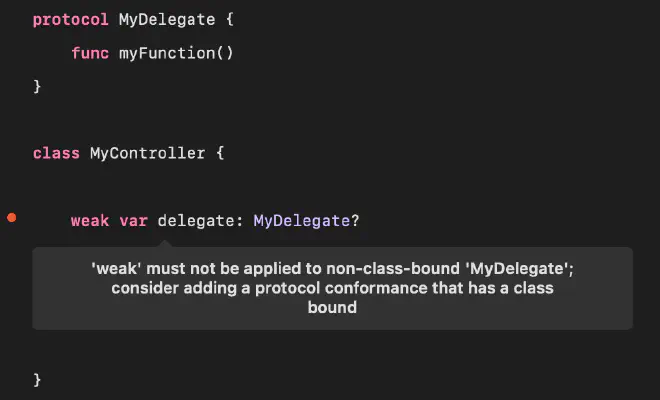 protocol MyDelegate {
func myFunction()
}
class MyController {
weak var delegate: MyDelegate?
'weak' must not be applied to non-class-bound 'MyDelegate';
consider adding a protocol conformance that has a class
bound
}